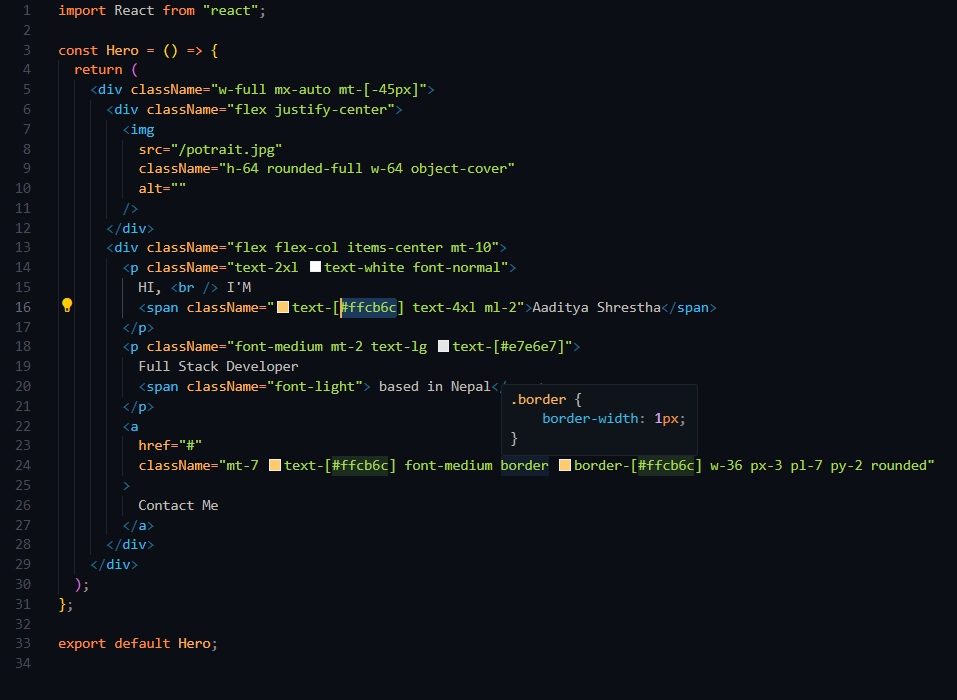 1 import React from "react";
2
3 const Hero = () => {
4 return (
5 <div className="w-full mx-auto mt-[-45px]">
6 <div className="flex justify-center">
7 <img
8 src="/potrait.jpg"
9 className="h-64 rounded-full w-64 object-cover"
10 alt=""
11 />
12 </div>
13 <div className="flex flex-col items-center mt-10">
14 <p className="text-2xl text-white font-normal">
15 HI, <br /> I'M
16 <span className="text-[#ffcb6c] text-4xl ml-2">Aaditya Shrestha</span>
17 </p>
18 <p className="font-medium mt-2 text-lg text-[#e7e6e7]">
19 Full Stack Developer
20 <span className="font-light"> based in Nepal</
21 </p>
.border {
22 <a
border-width: 1px;
23 href="#"
}
24 className="mt-7 text-[#ffcb6c] font-medium border border-[#ffcb6c] w-36 px-3 pl-7 py-2 rounded"
25 >
26 Contact Me
27 </a>
28 </div>
29 </div>
30 );
31 };
32
33 export default Hero;
34